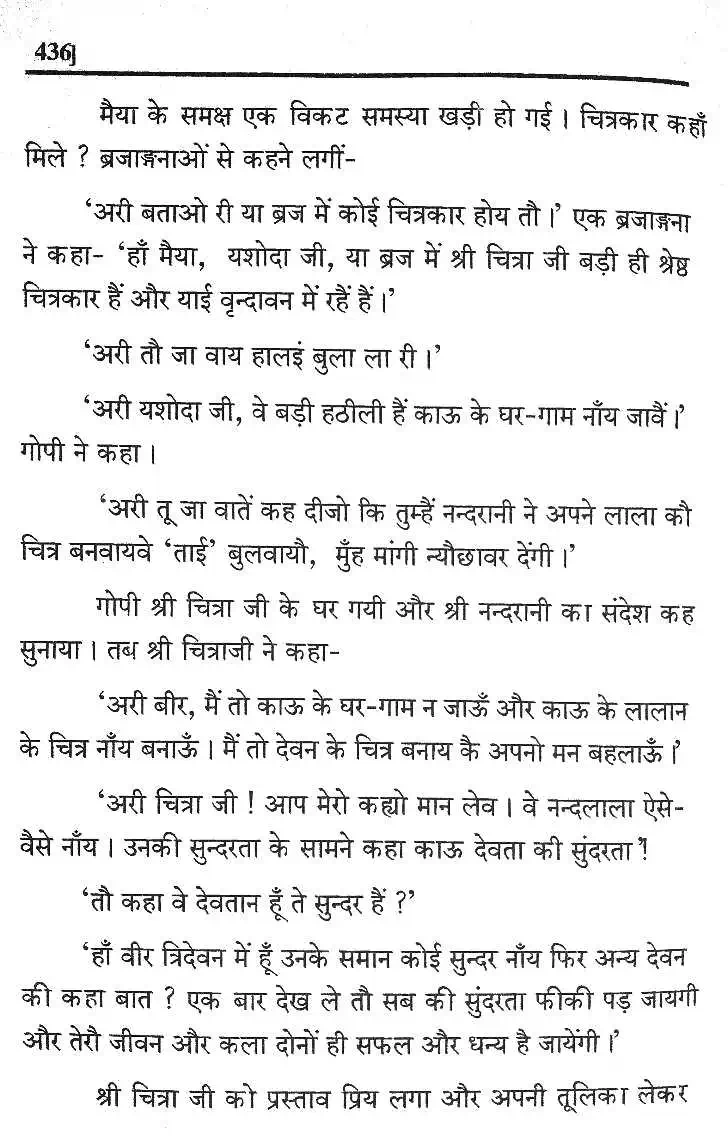 436]
मैया के समक्ष एक विकट समस्या खड़ी हो गई । चित्रकार कहाँ
मिले ? ब्रजाङ्गनाओं से कहने लगीं-
‘अरी बताओ री या ब्रज में कोई चित्रकार होय तौ।’ एक ब्रजाङ्गना
ने कहा- ‘हाँ मैया, यशोदा जी, या ब्रज में श्री चित्रा जी बड़ी ही श्रेष्ठ
चित्रकार हैं और याई वृन्दावन में रहैं हैं।’
‘अरी तौ जा वाय हालइं बुला ला री।’
‘अरी यशोदा जी, वे बड़ी हठीली हैं काऊ के घर-गाम नाँय जावैं।’
गोपी ने कहा ।
‘अरी तू जा वातें कह दीजो कि तुम्हैं नन्दरानी ने अपने लाला कौ
चित्र बनवायवे ‘ताई’ बुलवायौ, मुँह मांगी न्यौछावर देंगी।’
गोपी श्री चित्रा जी के घर गयी और श्री नन्दरानी का संदेश कह
सुनाया । तब श्री चित्राजी ने कहा-
‘अरी बीर, मैं तो काऊ के घर-गाम न जाऊँ और काऊ के लालान
के चित्र नाँय बनाऊँ । मैं तो देवन के चित्र बनाय कै अपनो मन बहलाऊँ।’
‘अरी चित्रा जी ! आप मेरो कह्यो मान लेव । वे नन्दलाला ऐसे-
वैसे नाँय । उनकी सुन्दरता के सामने कहा काऊ देवता की सुंदरता’!
‘तौ कहा वे देवतान हूँ ते सुन्दर हैं ?’
‘हाँ वीर त्रिदेवन में हूँ उनके समान कोई सुन्दर नाँय फिर अन्य देवन
की कहा बात ? एक बार देख ले तौ सब की सुंदरता फीकी पड़ जायगी
और तेरौ जीवन और कला दोनों ही सफल और धन्य है जायेंगी।’
श्री चित्रा जी को प्रस्ताव प्रिय लगा और अपनी तूलिका लेकर